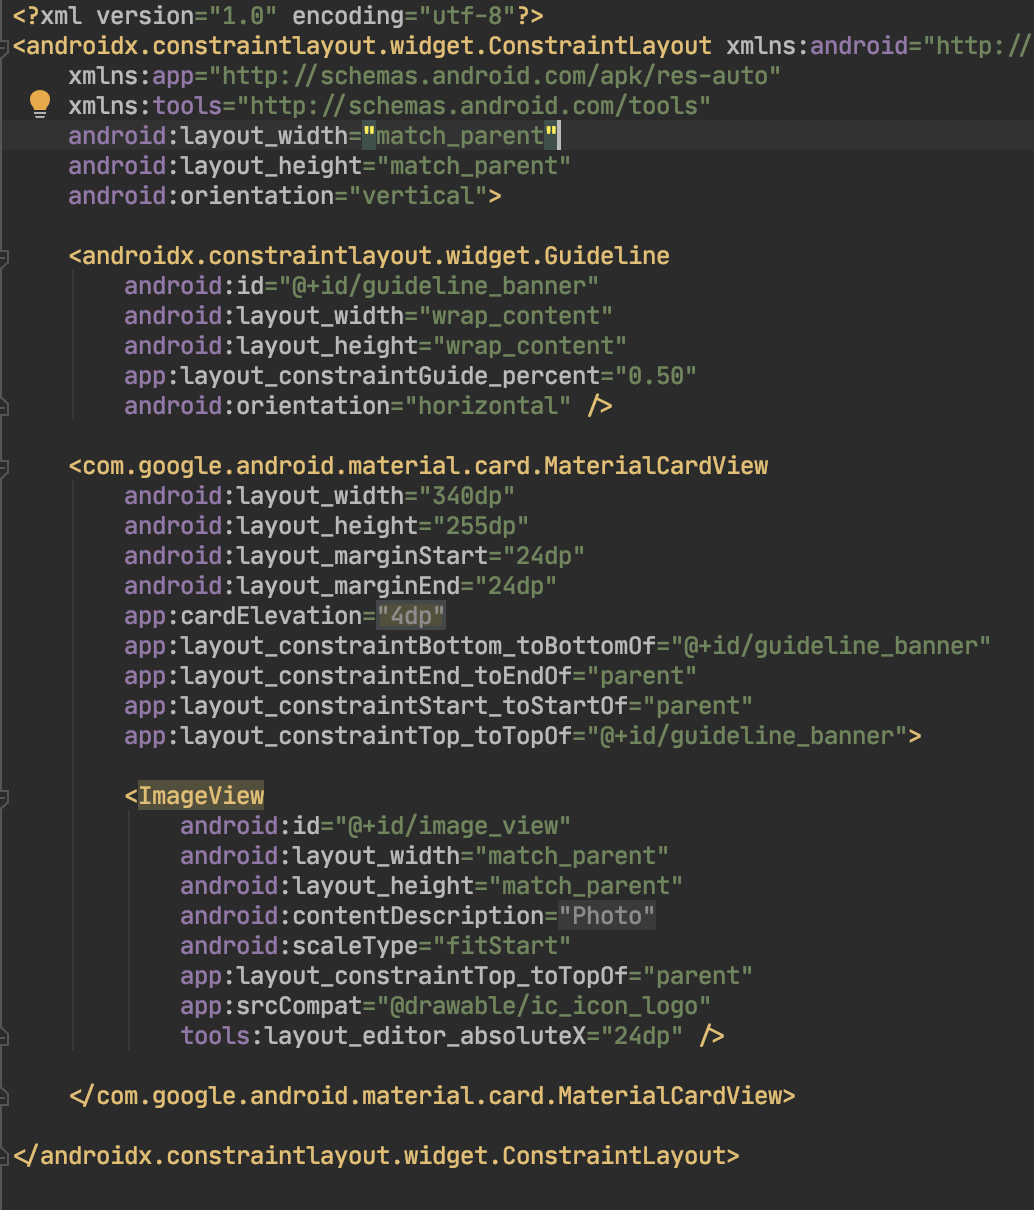 <?xml version="1.0" encoding="utf-8"?>
<androidx.constraintlayout.widget.ConstraintLayout xmlns:android="http://
xmlns:app="http://schemas.android.com/apk/res-auto"
xmlns:tools="http://schemas.android.com/tools"
android:layout_width="match_parent"
android:layout_height="match_parent"
android:orientation="vertical">
<androidx.constraintlayout.widget.Guideline
android:id="@+id/guideline_banner"
android:layout_width="wrap_content"
android:layout_height="wrap_content"
app:layout_constraintGuide_percent="0.50"
android:orientation="horizontal" />
<com.google.android.material.card.MaterialCardView
android:layout_width="340dp"
android:layout_height="255dp"
android:layout_marginStart="24dp"
android:layout_marginEnd="24dp"
app:cardElevation="4dp"
app:layout_constraintBottom_toBottomOf="@+id/guideline_banner"
app:layout_constraintEnd_toEndOf="parent"
app:layout_constraintStart_toStartOf="parent"
app:layout_constraintTop_toTopOf="@+id/guideline_banner">
<ImageView
android:id="@+id/image_view"
android:layout_width="match_parent"
android:layout_height="match_parent"
android:contentDescription="Photo"
android:scaleType="fitStart"
app:layout_constraintTop_toTopOf="parent"
app:srcCompat="@drawable/ic_icon_logo"
tools:layout_editor_absoluteX="24dp" />
</com.google.android.material.card.MaterialCardView>
</androidx.constraintlayout.widget.ConstraintLayout>